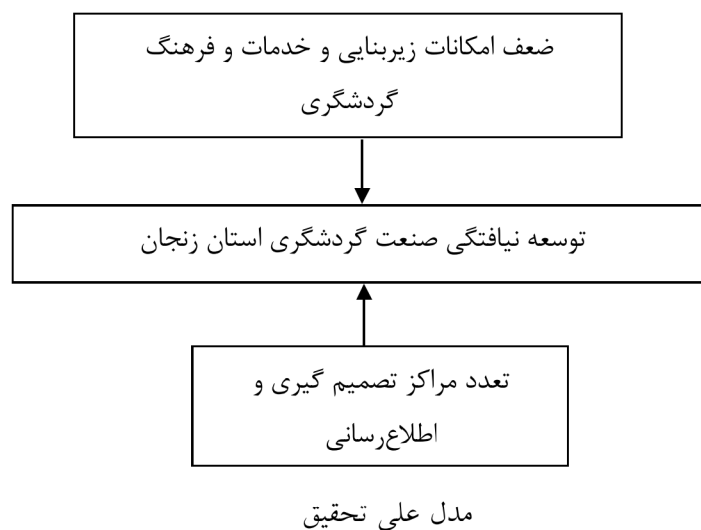 ضعف امکانات زیربنایی و خدمات و فرهنگ
گردشگری
توسعه نیافتگی صنعت گردشگری استان زنجان
تعدد مراکز تصمیم گیری و
اطلاع‌رسانی
مدل علی تحقیق